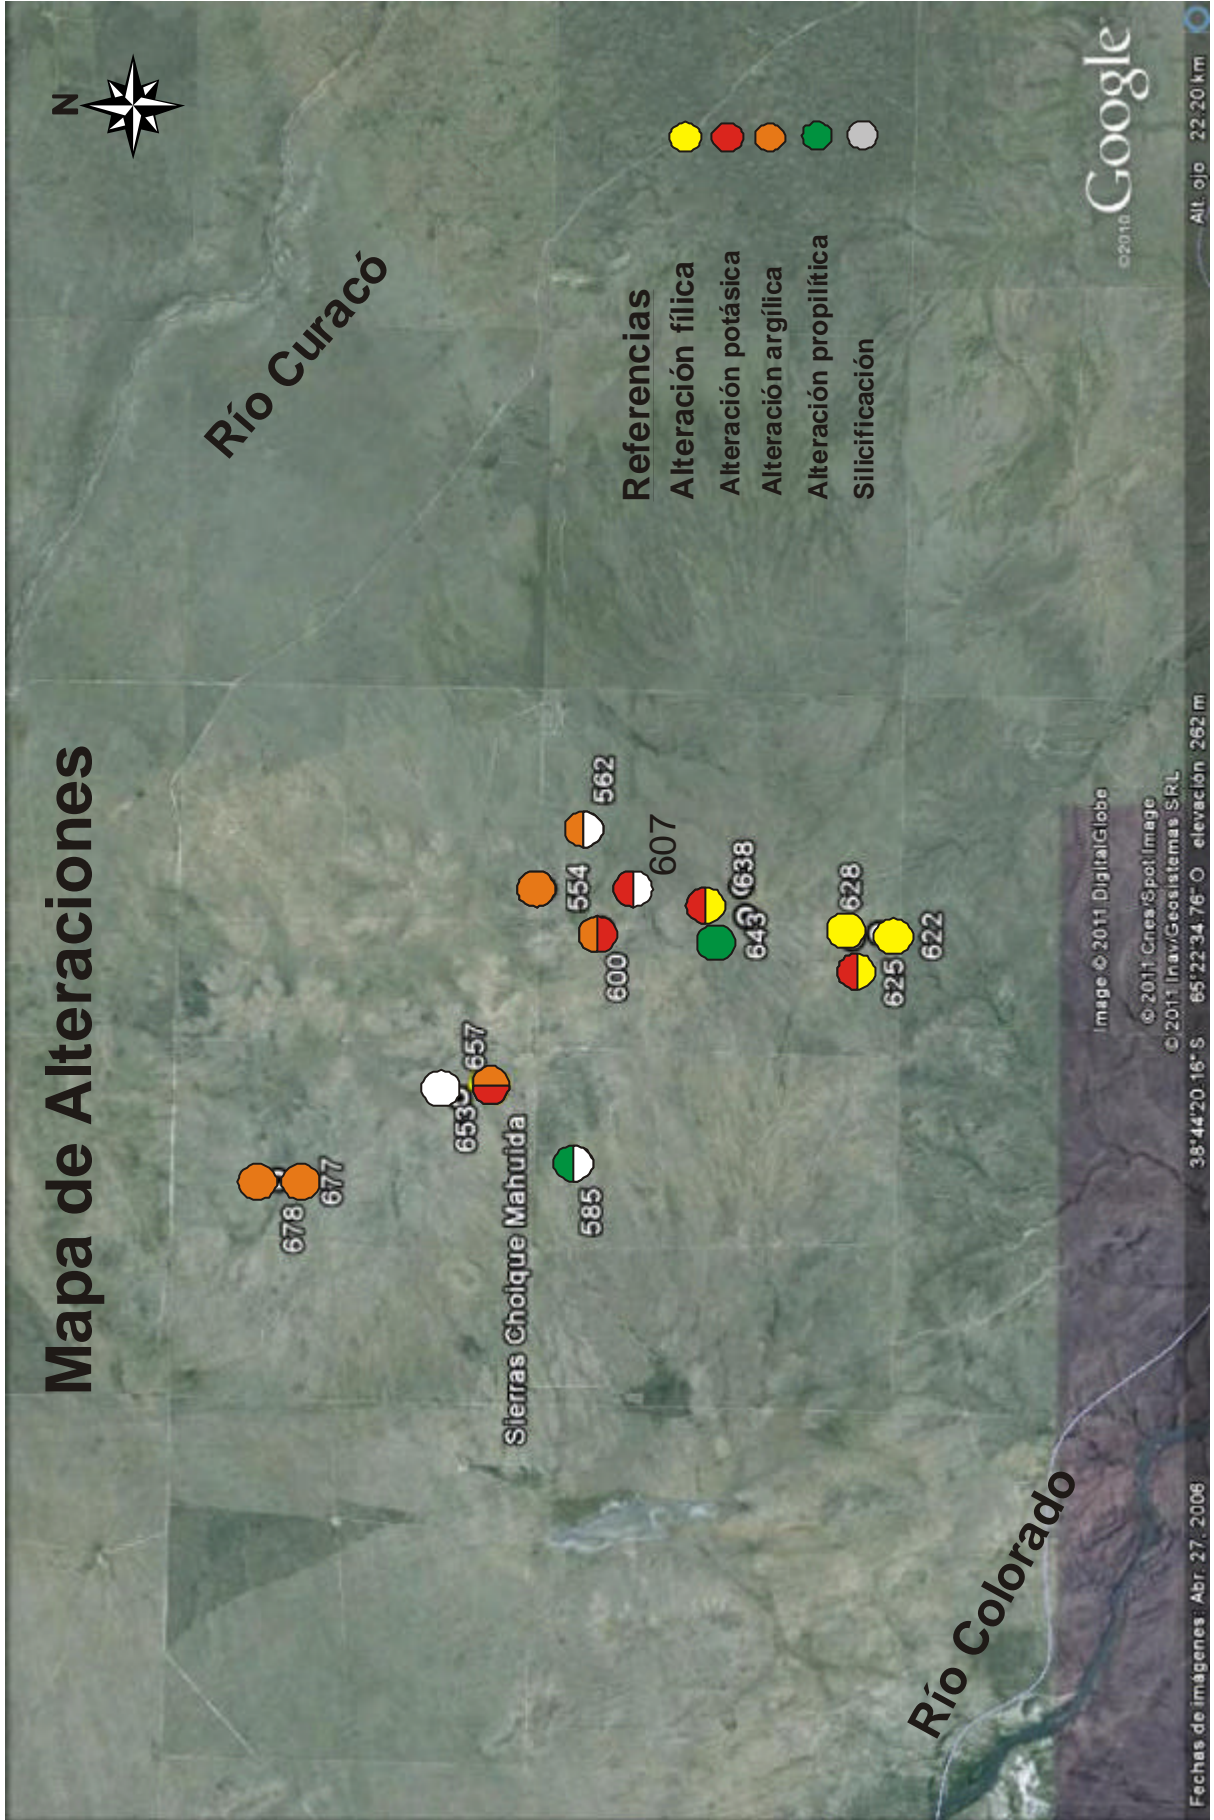 Mapa de Alteraciones
N
Río Curacó
678
677
653
657
Sierras Choique Mahuida
585
554
562
600
607
638
643
628
625
622
Referencias
Alteración fílica
Alteración potásica
Alteración argílica
Alteración propilítica
Silicificación
Río Colorado
Image © 2011 DigitalGlobe
© 2011 Cnes/Spot Image
© 2011 Inav/Geosistemas SRL
©2010 Google
Fechas de imágenes: Abr. 27, 2006 38°44'20.16" S 65°22'34.76" O elevación 262 m Alt. ojo 22.20 km